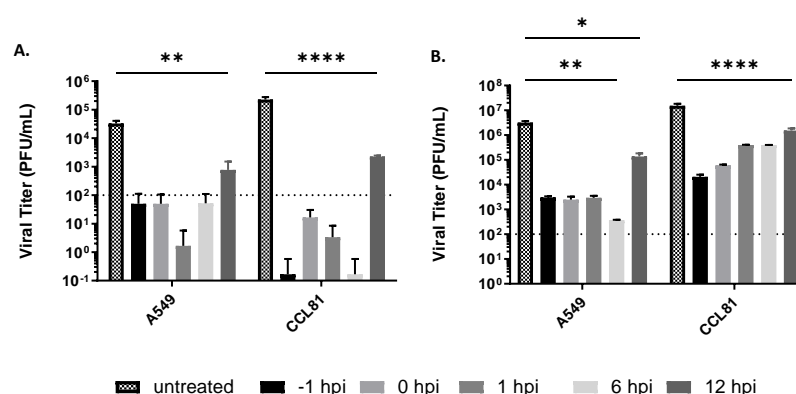 A.
** ****
Viral Titer (PFU/mL)
10⁶
10⁵
10⁴
10³
10²
10¹
10⁰
10⁻¹
A549 CCL81
B.
*
** ****
Viral Titer (PFU/mL)
10⁸
10⁷
10⁶
10⁵
10⁴
10³
10²
10¹
10⁰
A549 CCL81
untreated -1 hpi 0 hpi 1 hpi 6 hpi 12 hpi